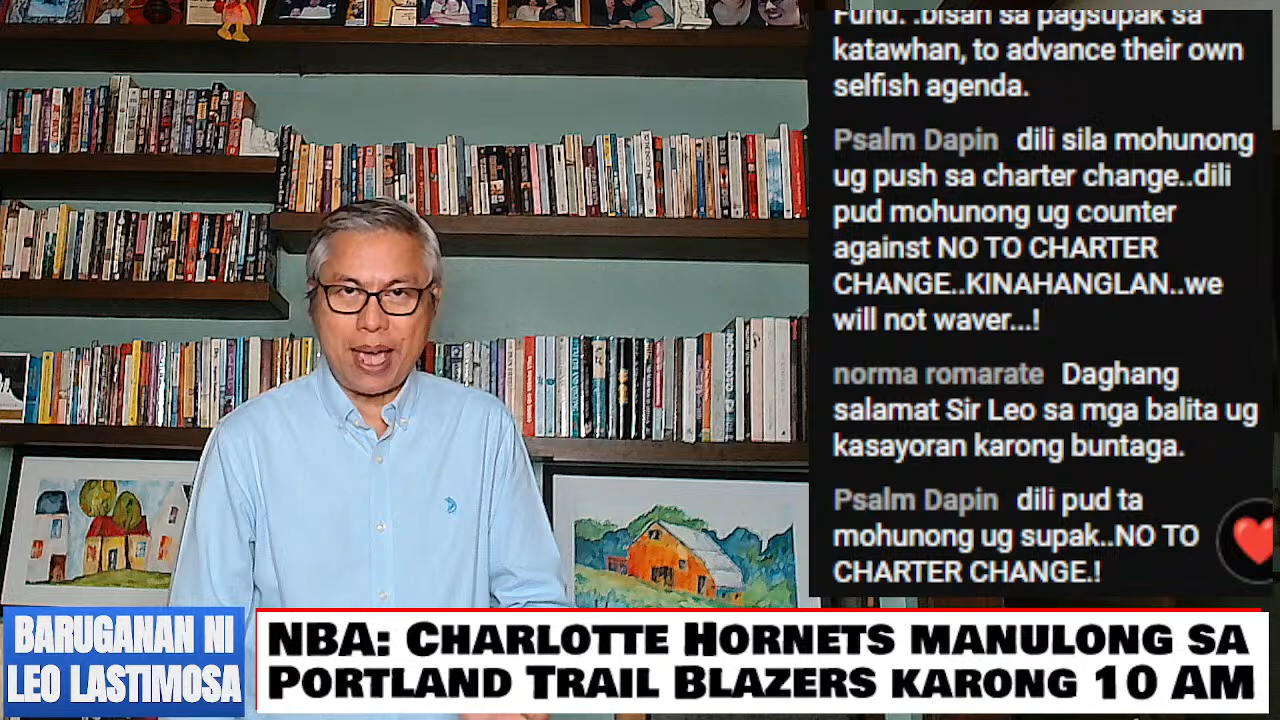 Fund. .bisan sa pagsupak sa
katawhan, to advance their own
selfish agenda.
Psalm Dapin dili sila mohunong
ug push sa charter change..dili
pud mohunong ug counter
against NO TO CHARTER
CHANGE..KINAHANGLAN..we
will not waver...!
norma romarate Daghang
salamat Sir Leo sa mga balita ug
kasayoran karong buntaga.
Psalm Dapin dili pud ta
mohunong ug supak..NO TO
CHARTER CHANGE.!
BARUGANAN NI
LEO LASTIMOSA
NBA: CHARLOTTE HORNETS MANULONG SA
PORTLAND TRAIL BLAZERS KARONG 10 AM